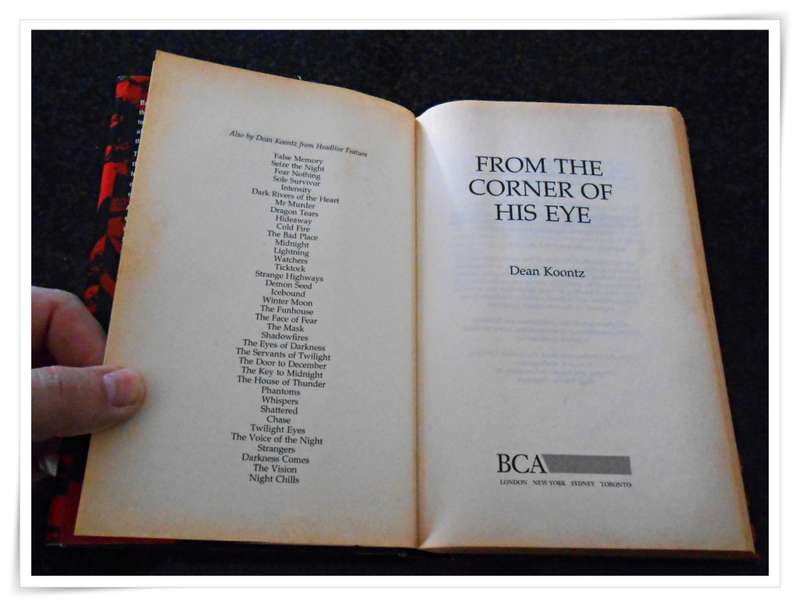 Also by Dean Koontz from Headline Feature
False Memory
Seize the Night
Fear Nothing
Sole Survivor
Intensity
Dark Rivers of the Heart
Mr Murder
Dragon Tears
Hideaway
Cold Fire
The Bad Place
Midnight
Lightning
Watchers
Ticktock
Strange Highways
Demon Seed
Icebound
Winter Moon
The Funhouse
The Face of Fear
The Mask
Shadowfires
The Eyes of Darkness
The Servants of Twilight
The Door to December
The Key to Midnight
The House of Thunder
Phantoms
Whispers
Shattered
Chase
Twilight Eyes
The Voice of the Night
Strangers
Darkness Comes
The Vision
Night Chills
FROM THE
CORNER OF
HIS EYE
Dean Koontz
BCA
LONDON NEW YORK SYDNEY TORONTO